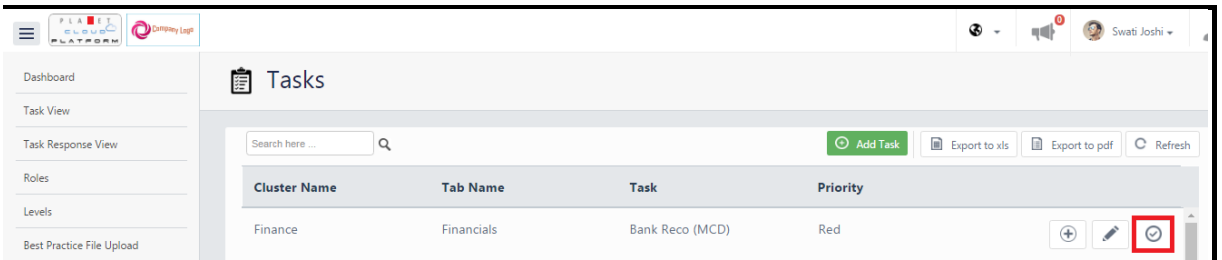 PLANET
CLOUD
PLATFORM
Company Logo
0
Swati Joshi
Dashboard
Tasks
Task View
Task Response View
Search here ...
Add Task
Export to xls
Export to pdf
Refresh
Roles
Cluster Name Tab Name Task Priority
Levels
Finance Financials Bank Reco (MCD) Red
Best Practice File Upload